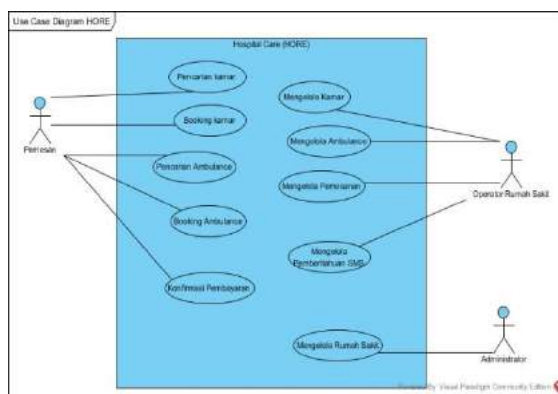 Use Case Diagram HORE
Hospital Care (HORE)
Pencarian kamar
Mengelola Kamar
Booking kamar
Mengelola Ambulance
Pemesan
Pencarian Ambulance
Mengelola Pemesanan
Operator Rumah Sakit
Booking Ambulance
Mengelola
Pemberitahuan SMS
Konfirmasi Pembayaran
Mengelola Rumah Sakit
Administrator
Powered By Visual Paradigm Community Edition